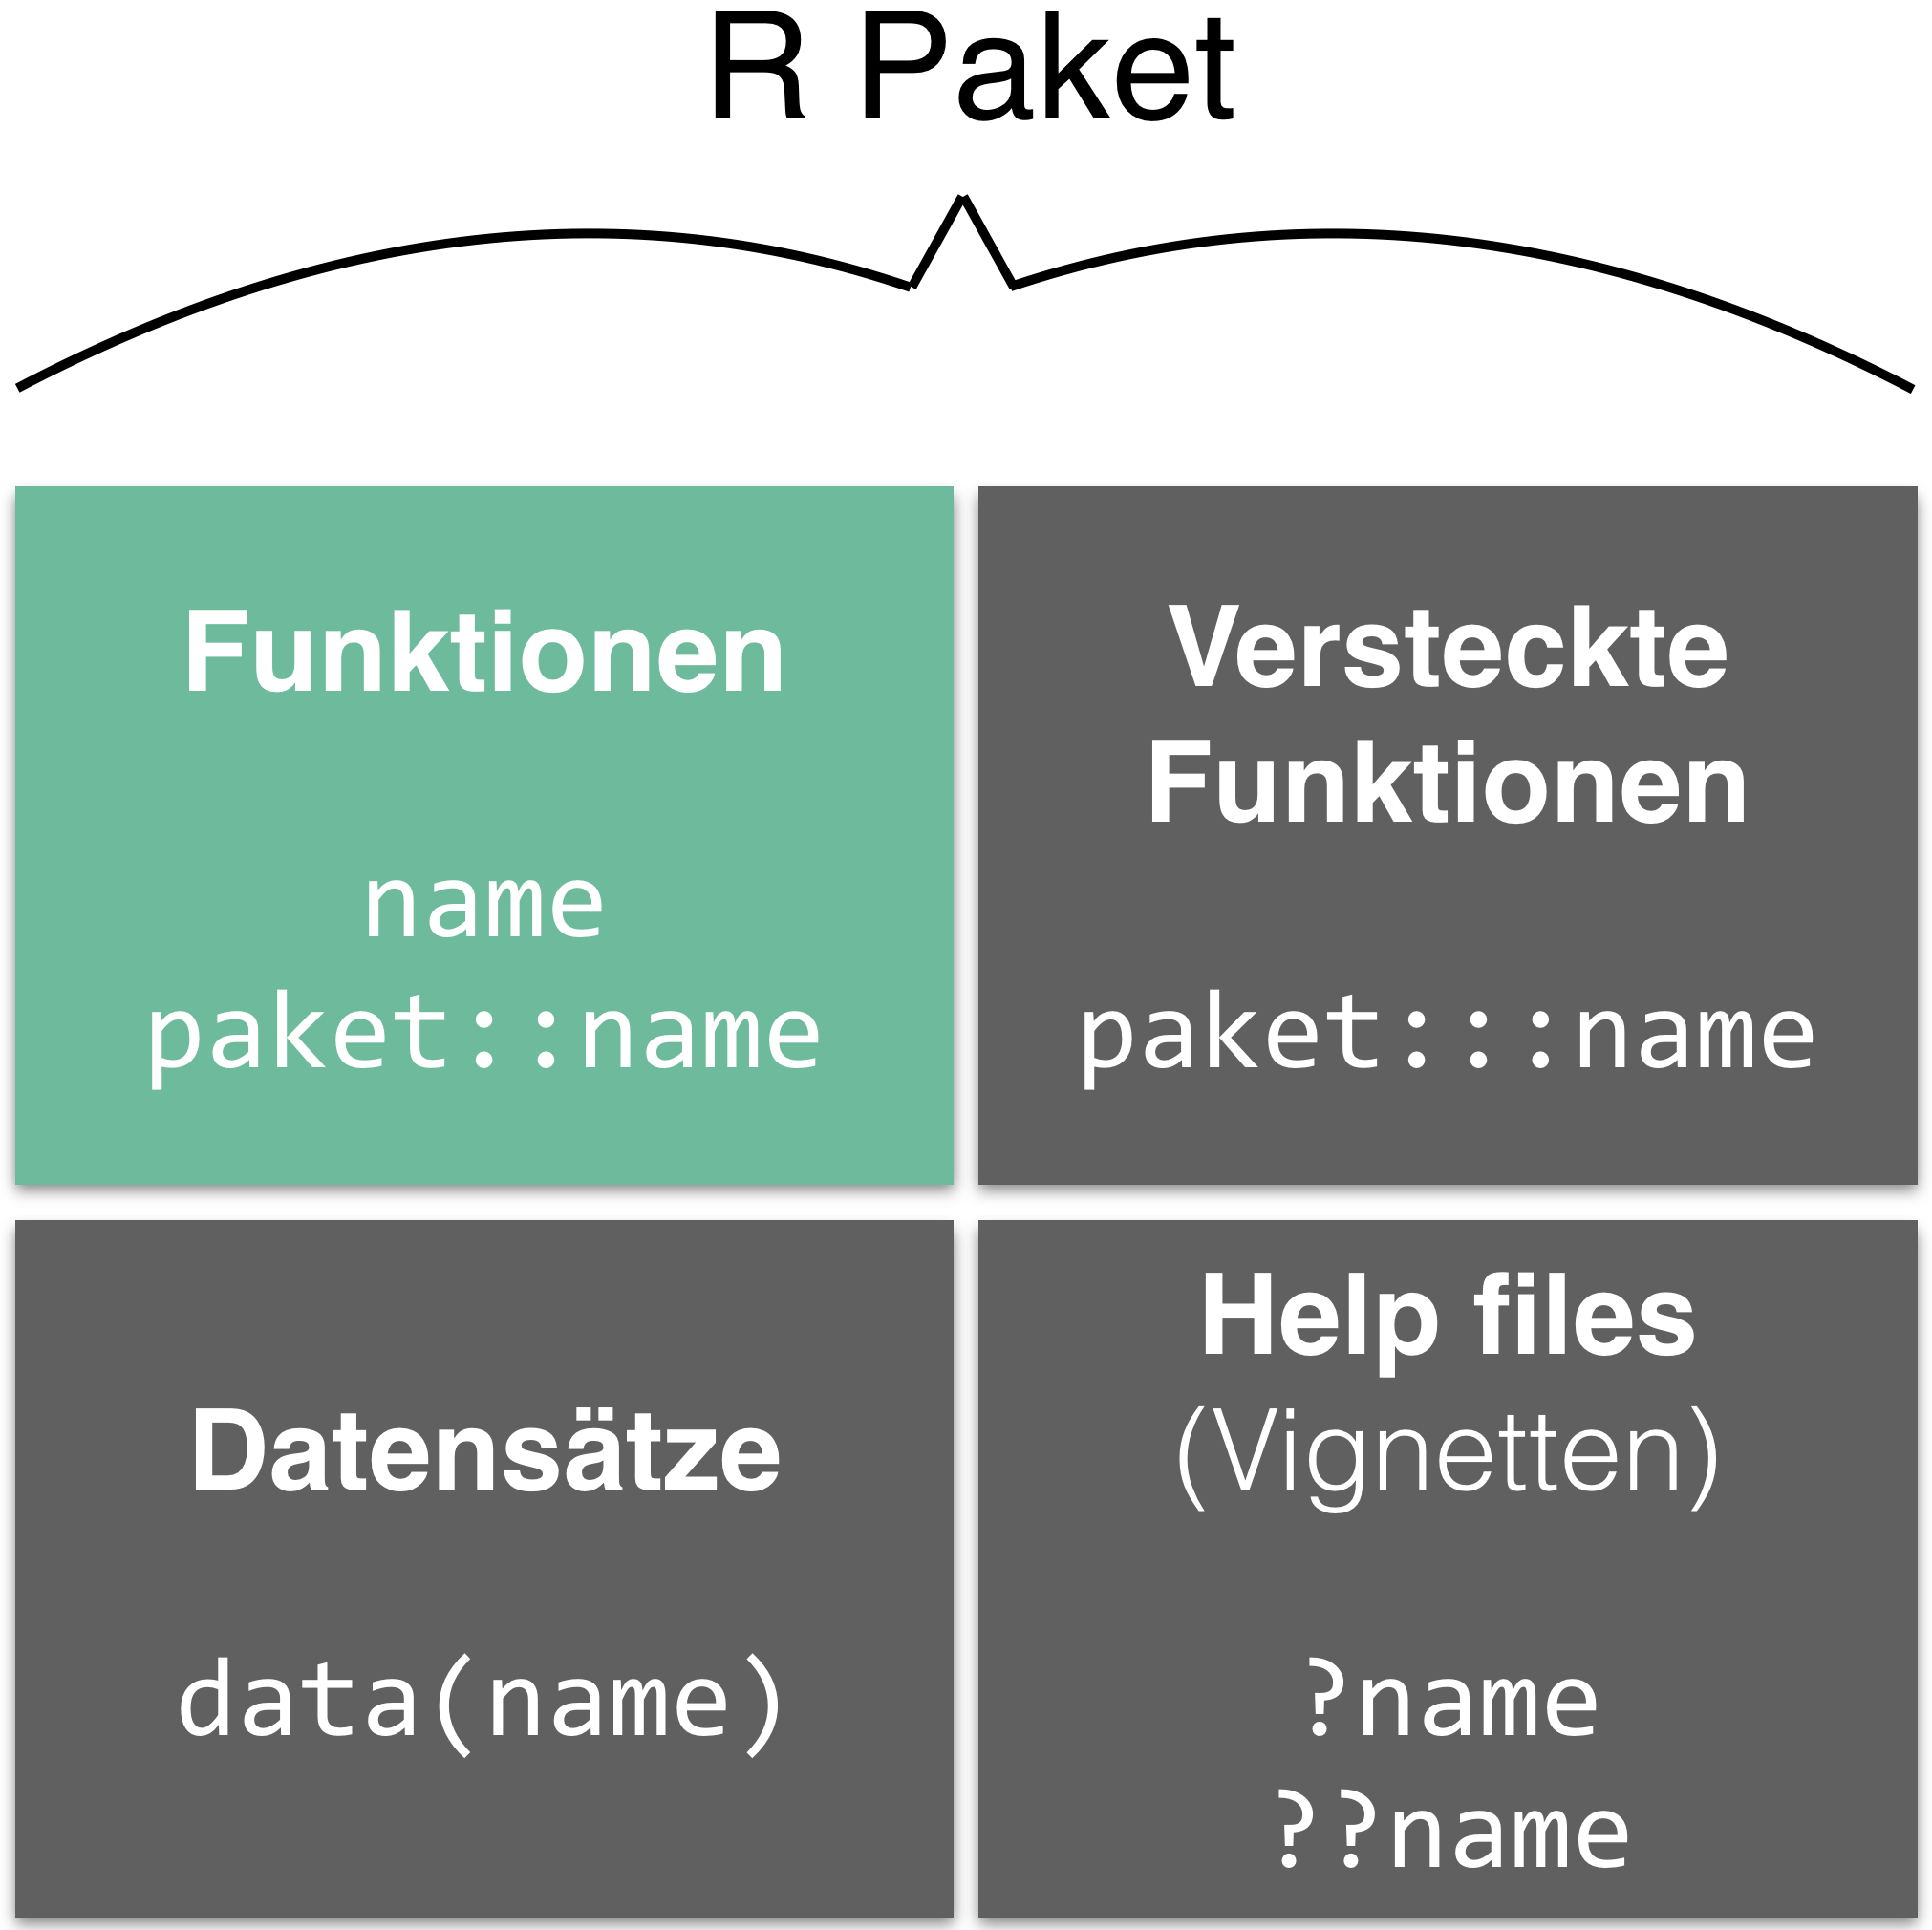 R Paket
Funktionen
name
paket::name
Versteckte
Funktionen
paket:::name
Datensätze
data(name)
Help files
(Vignetten)
?name
??name